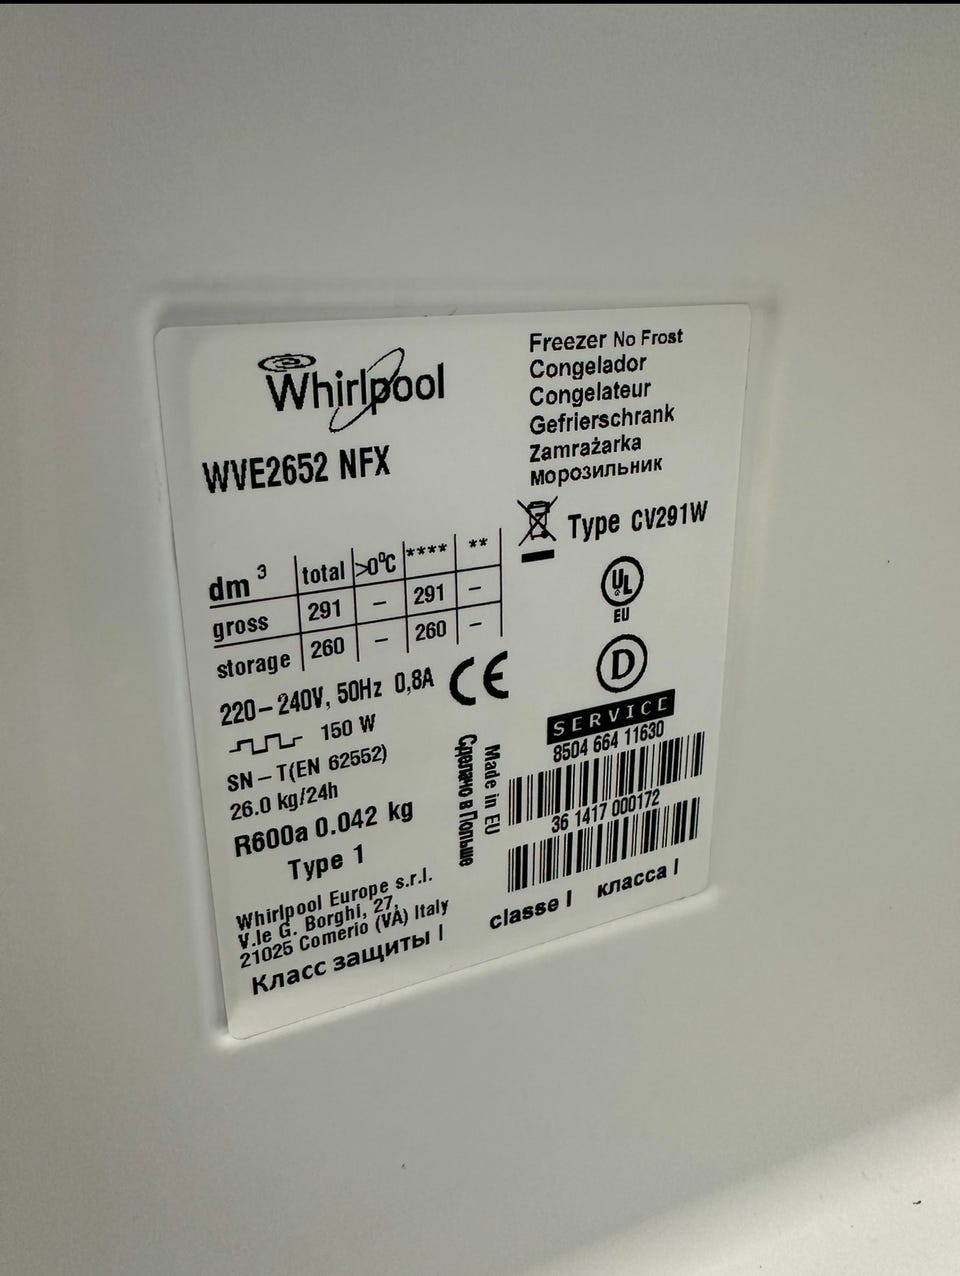 Whirlpool
WVE2652 NFX
Freezer No Frost
Congelador
Congelateur
Gefrierschrank
Zamrażarka
Морозильник
Type CV291W
dm³ total >0°C **** **
gross 291 – 291 –
storage 260 – 260 –
UL
EU
D
220–240V, 50Hz 0,8A
CE
150 W
SN–T(EN 62552)
26.0 kg/24h
R600a 0.042 kg
Type 1
Made in EU
Сделано в Польше
SERVICE
8504 664 11630
36 1417 000172
Whirlpool Europe s.r.l.
V.le G. Borghi, 27,
21025 Comerio (VA) Italy
Класс защиты I
classe I класса I